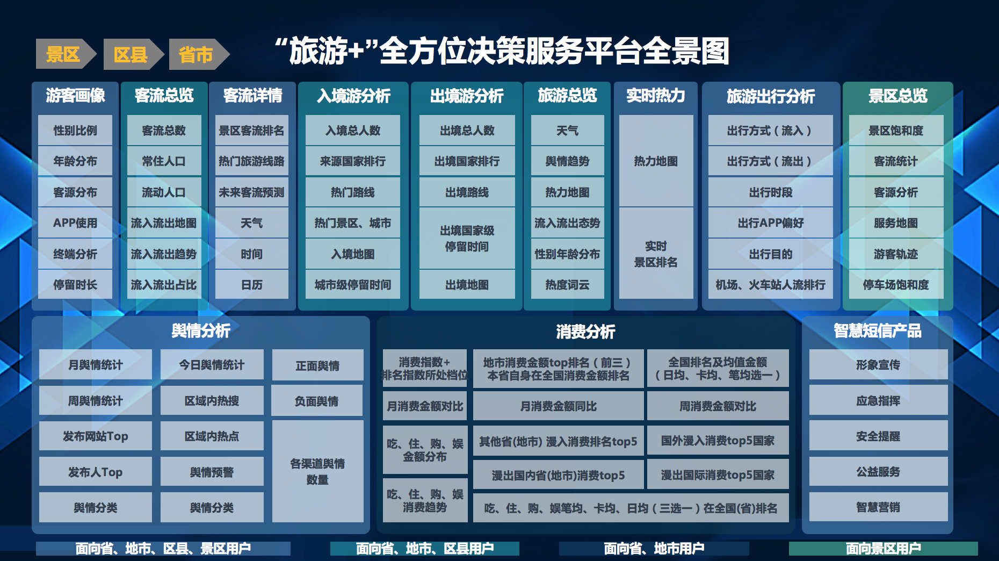 景区
区县
省市
“旅游+”全方位决策服务平台全景图
游客画像
性别比例
年龄分布
客源分布
APP使用
终端分析
停留时长
客流总览
客流总数
常住人口
流动人口
流入流出地图
流入流出趋势
流入流出占比
客流详情
景区客流排名
热门旅游线路
未来客流预测
天气
时间
日历
入境游分析
入境总人数
来源国家排行
热门路线
热门景区、城市
入境地图
城市级停留时间
出境游分析
出境总人数
出境国家排行
出境路线
出境国家级
停留时间
出境地图
旅游总览
天气
舆情趋势
热力地图
流入流出态势
性别年龄分布
热度词云
实时热力
热力地图
实时
景区排名
旅游出行分析
出行方式（流入）
出行方式（流出）
出行时段
出行APP偏好
出行目的
机场、火车站人流排行
景区总览
景区饱和度
客流统计
客源分析
服务地图
游客轨迹
停车场饱和度
舆情分析
月舆情统计
周舆情统计
发布网站Top
发布人Top
舆情分类
今日舆情统计
区域内热搜
区域内热点
舆情预警
舆情分类
正面舆情
负面舆情
各渠道舆情
数量
消费分析
消费指数+
排名指数所处档位
地市消费金额top排名（前三）
本省自身在全国消费金额排名
全国排名及均值金额
（日均、卡均、笔均选一）
月消费金额对比
月消费金额同比
周消费金额对比
吃、住、购、娱
金额分布
其他省(地市) 漫入消费排名top5
国外漫入消费top5国家
漫出国内省(地市)消费top5
漫出国际消费top5国家
吃、住、购、娱
消费趋势
吃、住、购、娱笔均、卡均、日均（三选一）在全国(省)排名
智慧短信产品
形象宣传
应急指挥
安全提醒
公益服务
智慧营销
面向省、地市、区县、景区用户
面向省、地市、区县用户
面向省、地市用户
面向景区用户